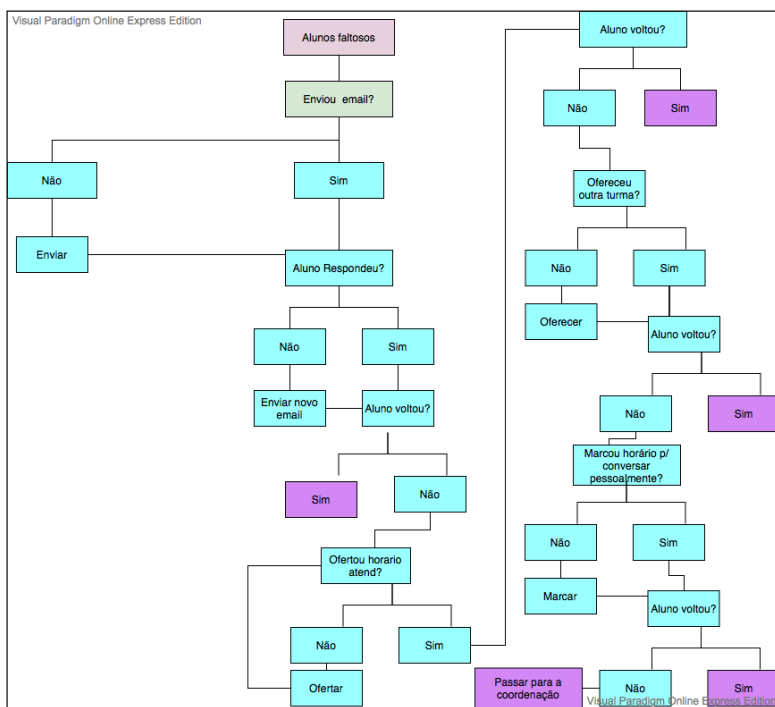 Visual Paradigm Online Express Edition
Alunos faltosos
Enviou email?
Não
Sim
Enviar
Aluno Respondeu?
Não
Sim
Enviar novo
email
Aluno voltou?
Sim
Não
Ofertou horario
atend?
Não
Sim
Ofertar
Aluno voltou?
Não
Sim
Ofereceu
outra turma?
Não
Sim
Oferecer
Aluno voltou?
Não
Sim
Marcou horário p/
conversar
pessoalmente?
Não
Sim
Marcar
Aluno voltou?
Passar para a
coordenação
Não
Sim
Visual Paradigm Online Express Edition